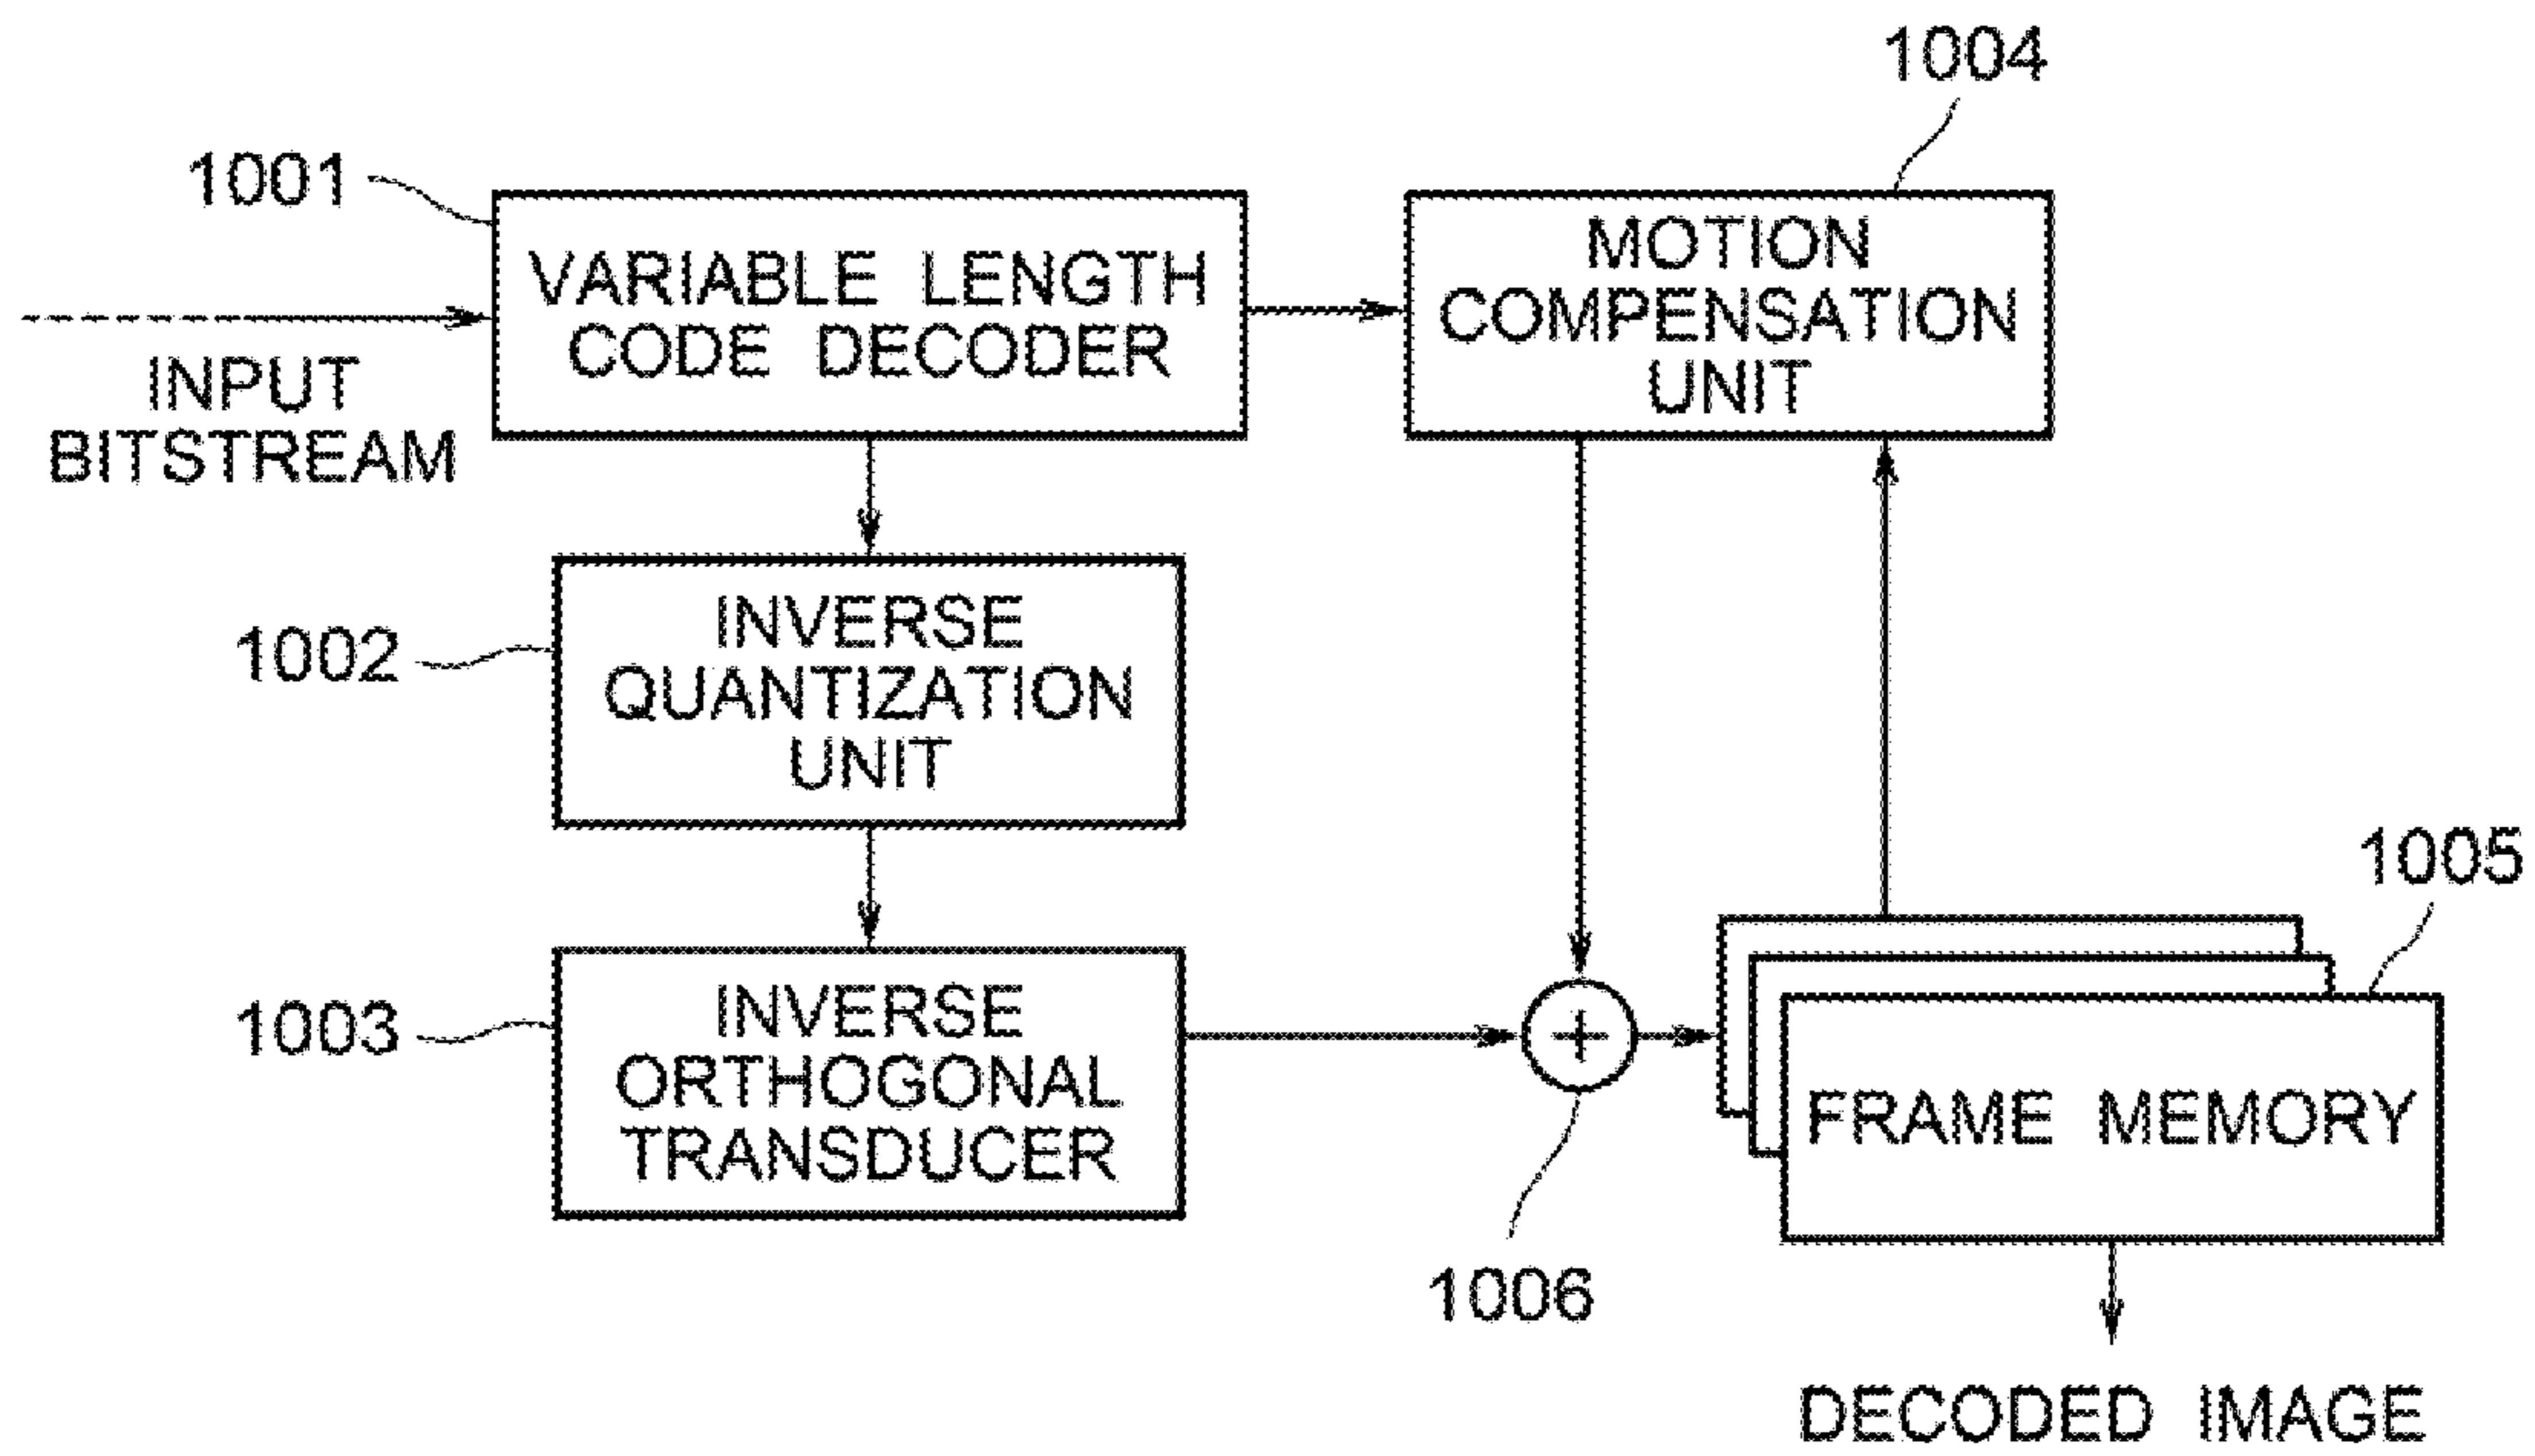 1004
1001
VARIABLE LENGTH
CODE DECODER
MOTION
COMPENSATION
UNIT
INPUT
BITSTREAM
1002
INVERSE
QUANTIZATION
UNIT
1005
1003
INVERSE
ORTHOGONAL
TRANSDUCER
+
FRAME MEMORY
1006
DECODED IMAGE